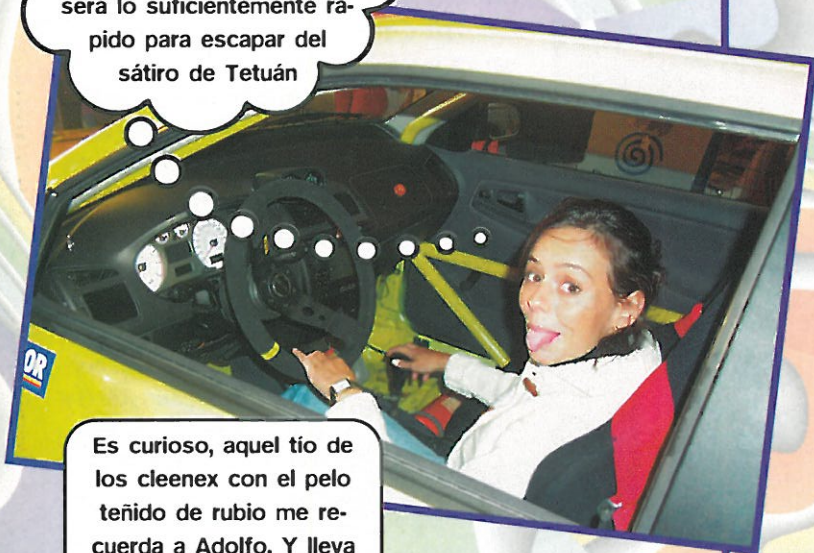 será lo suficientemente rá-
pido para escapar del
sátiro de Tetuán
OR
Es curioso, aquel tío de
los cleenex con el pelo
teñido de rubio me re-
cuerda a Adolfo. Y lleva